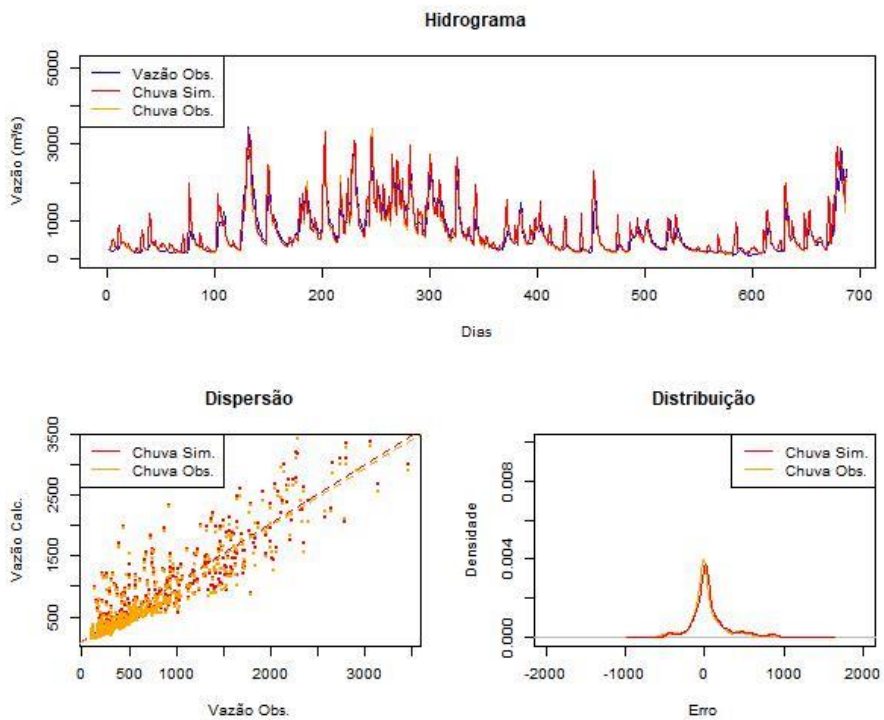 Hidrograma
Vazão (m³/s)
5000
3000
1000
0
Vazão Obs.
Chuva Sim.
Chuva Obs.
0 100 200 300 400 500 600 700
Dias
Dispersão
Vazão Calc.
3500
2500
1500
500
Chuva Sim.
Chuva Obs.
0 500 1000 2000 3000
Vazão Obs.
Distribuição
Densidade
0.008
0.004
0.000
Chuva Sim.
Chuva Obs.
-2000 -1000 0 1000 2000
Erro